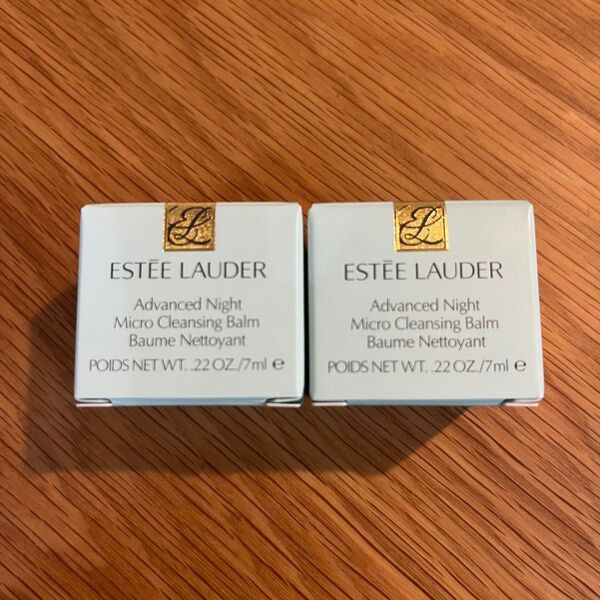 EL
ESTĒE LAUDER
Advanced Night
Micro Cleansing Balm
Baume Nettoyant
POIDS NET WT. .22 OZ./7ml ℮
EL
ESTĒE LAUDER
Advanced Night
Micro Cleansing Balm
Baume Nettoyant
POIDS NET WT. .22 OZ./7ml ℮